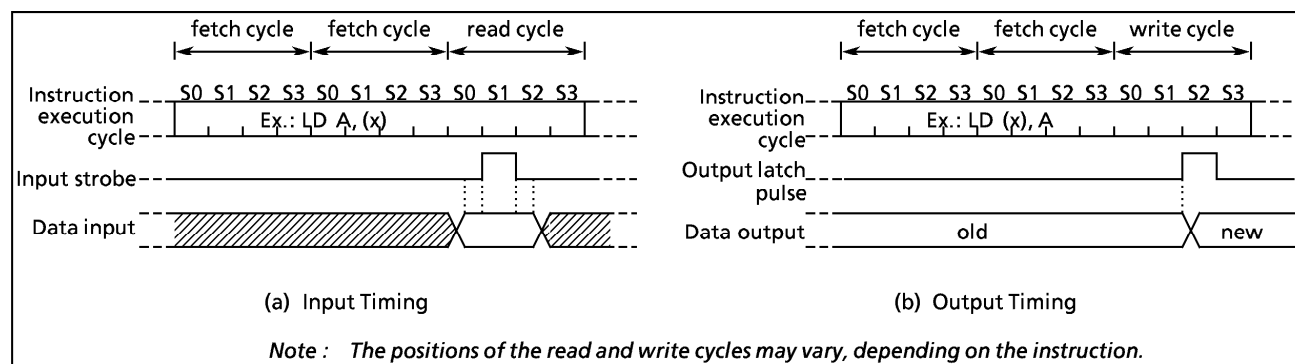 fetch cycle fetch cycle read cycle
S0 S1 S2 S3 S0 S1 S2 S3 S0 S1 S2 S3
Instruction
execution
cycle
Ex.: LD A, (x)
Input strobe
Data input
(a) Input Timing
fetch cycle fetch cycle write cycle
S0 S1 S2 S3 S0 S1 S2 S3 S0 S1 S2 S3
Instruction
execution
cycle
Ex.: LD (x), A
Output latch
pulse
Data output
old new
(b) Output Timing
Note : The positions of the read and write cycles may vary, depending on the instruction.